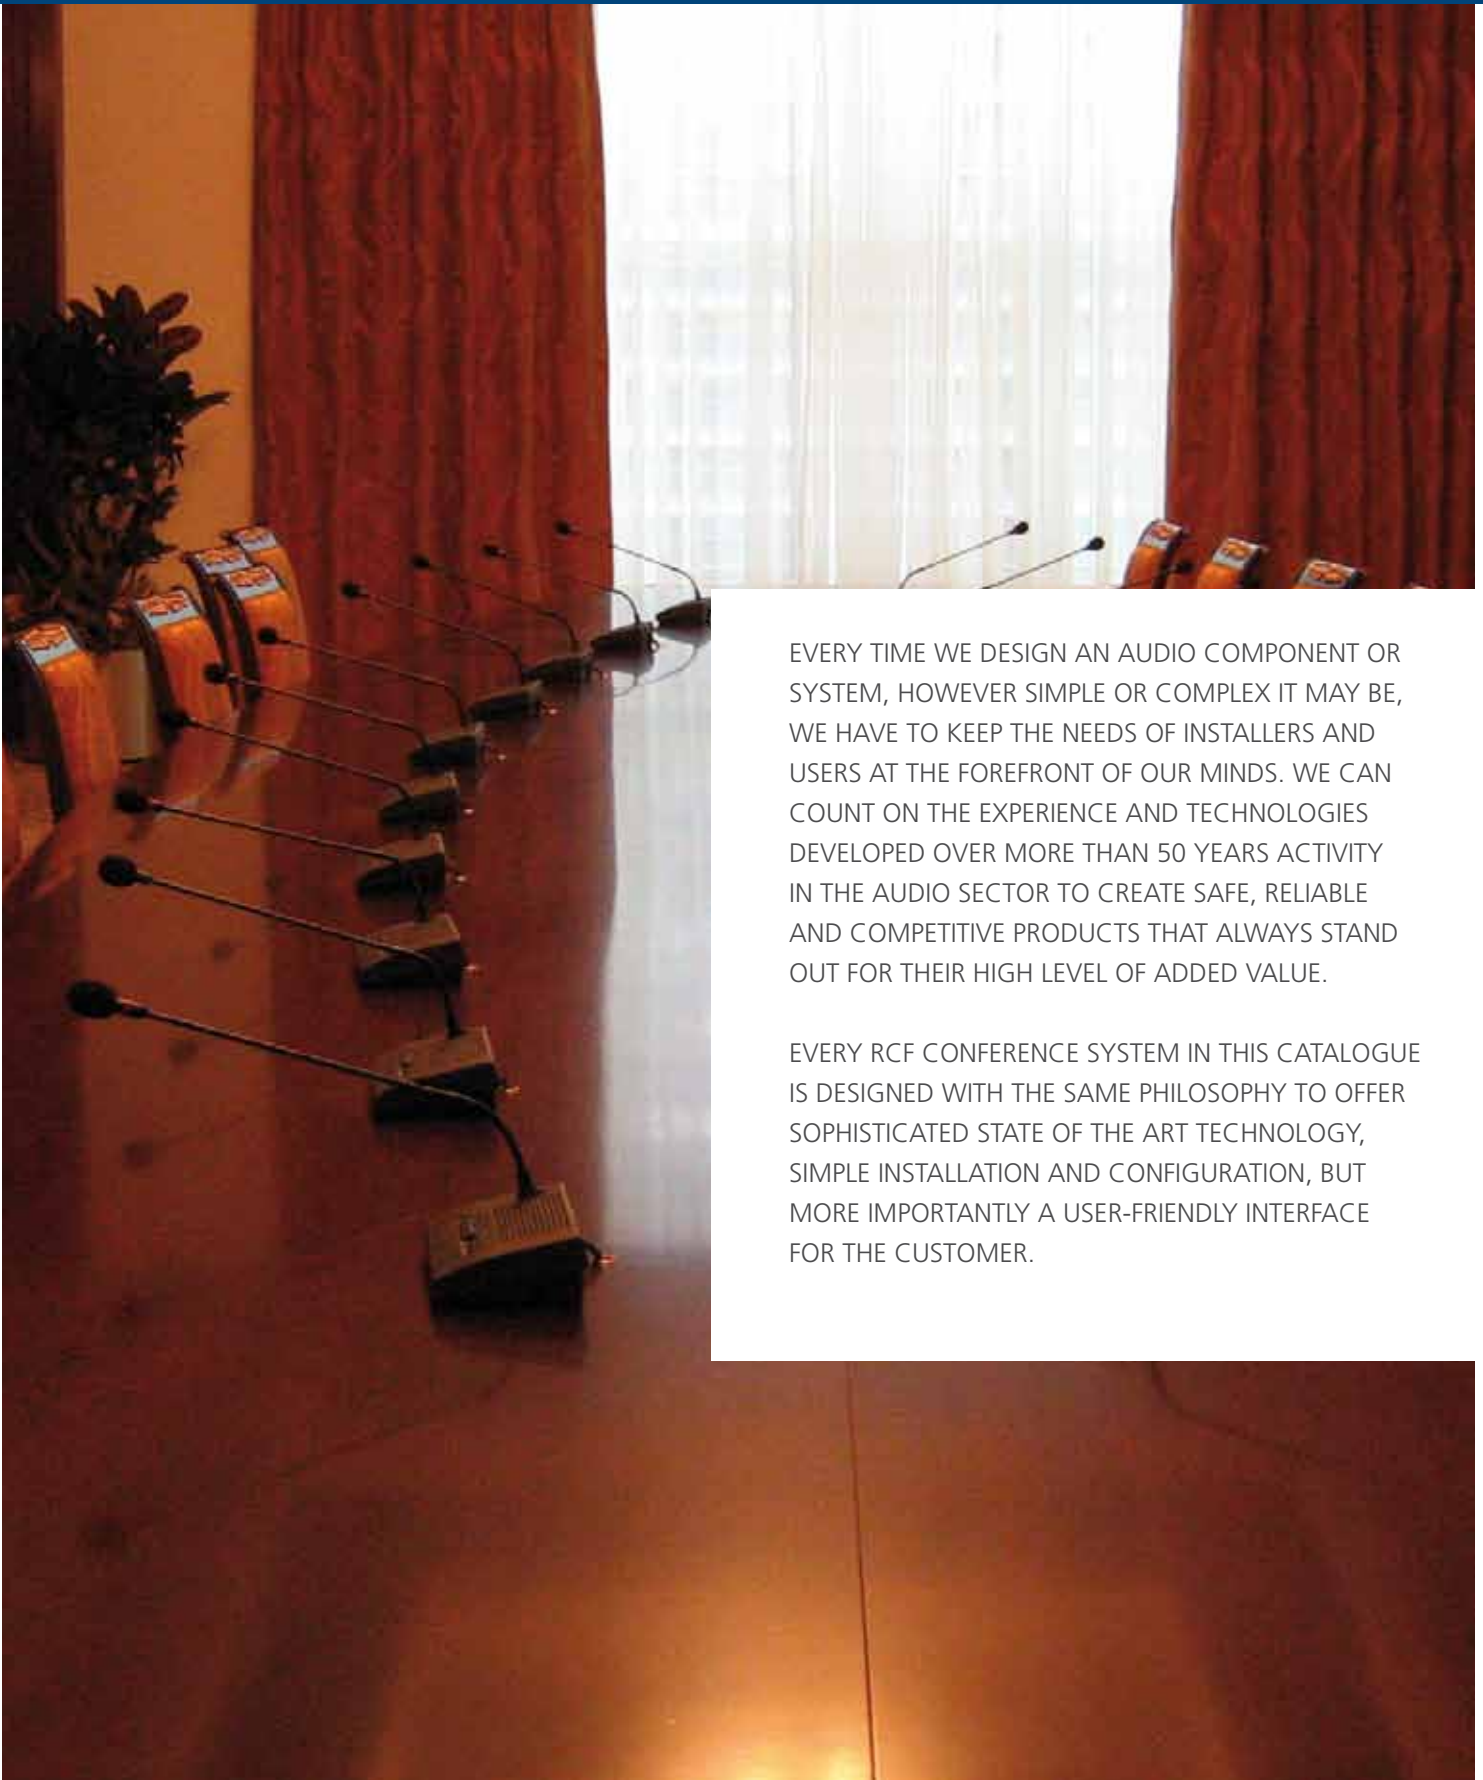 EVERY TIME WE DESIGN AN AUDIO COMPONENT OR
SYSTEM, HOWEVER SIMPLE OR COMPLEX IT MAY BE,
WE HAVE TO KEEP THE NEEDS OF INSTALLERS AND
USERS AT THE FOREFRONT OF OUR MINDS. WE CAN
COUNT ON THE EXPERIENCE AND TECHNOLOGIES
DEVELOPED OVER MORE THAN 50 YEARS ACTIVITY
IN THE AUDIO SECTOR TO CREATE SAFE, RELIABLE
AND COMPETITIVE PRODUCTS THAT ALWAYS STAND
OUT FOR THEIR HIGH LEVEL OF ADDED VALUE.
EVERY RCF CONFERENCE SYSTEM IN THIS CATALOGUE
IS DESIGNED WITH THE SAME PHILOSOPHY TO OFFER
SOPHISTICATED STATE OF THE ART TECHNOLOGY,
SIMPLE INSTALLATION AND CONFIGURATION, BUT
MORE IMPORTANTLY A USER-FRIENDLY INTERFACE
FOR THE CUSTOMER.